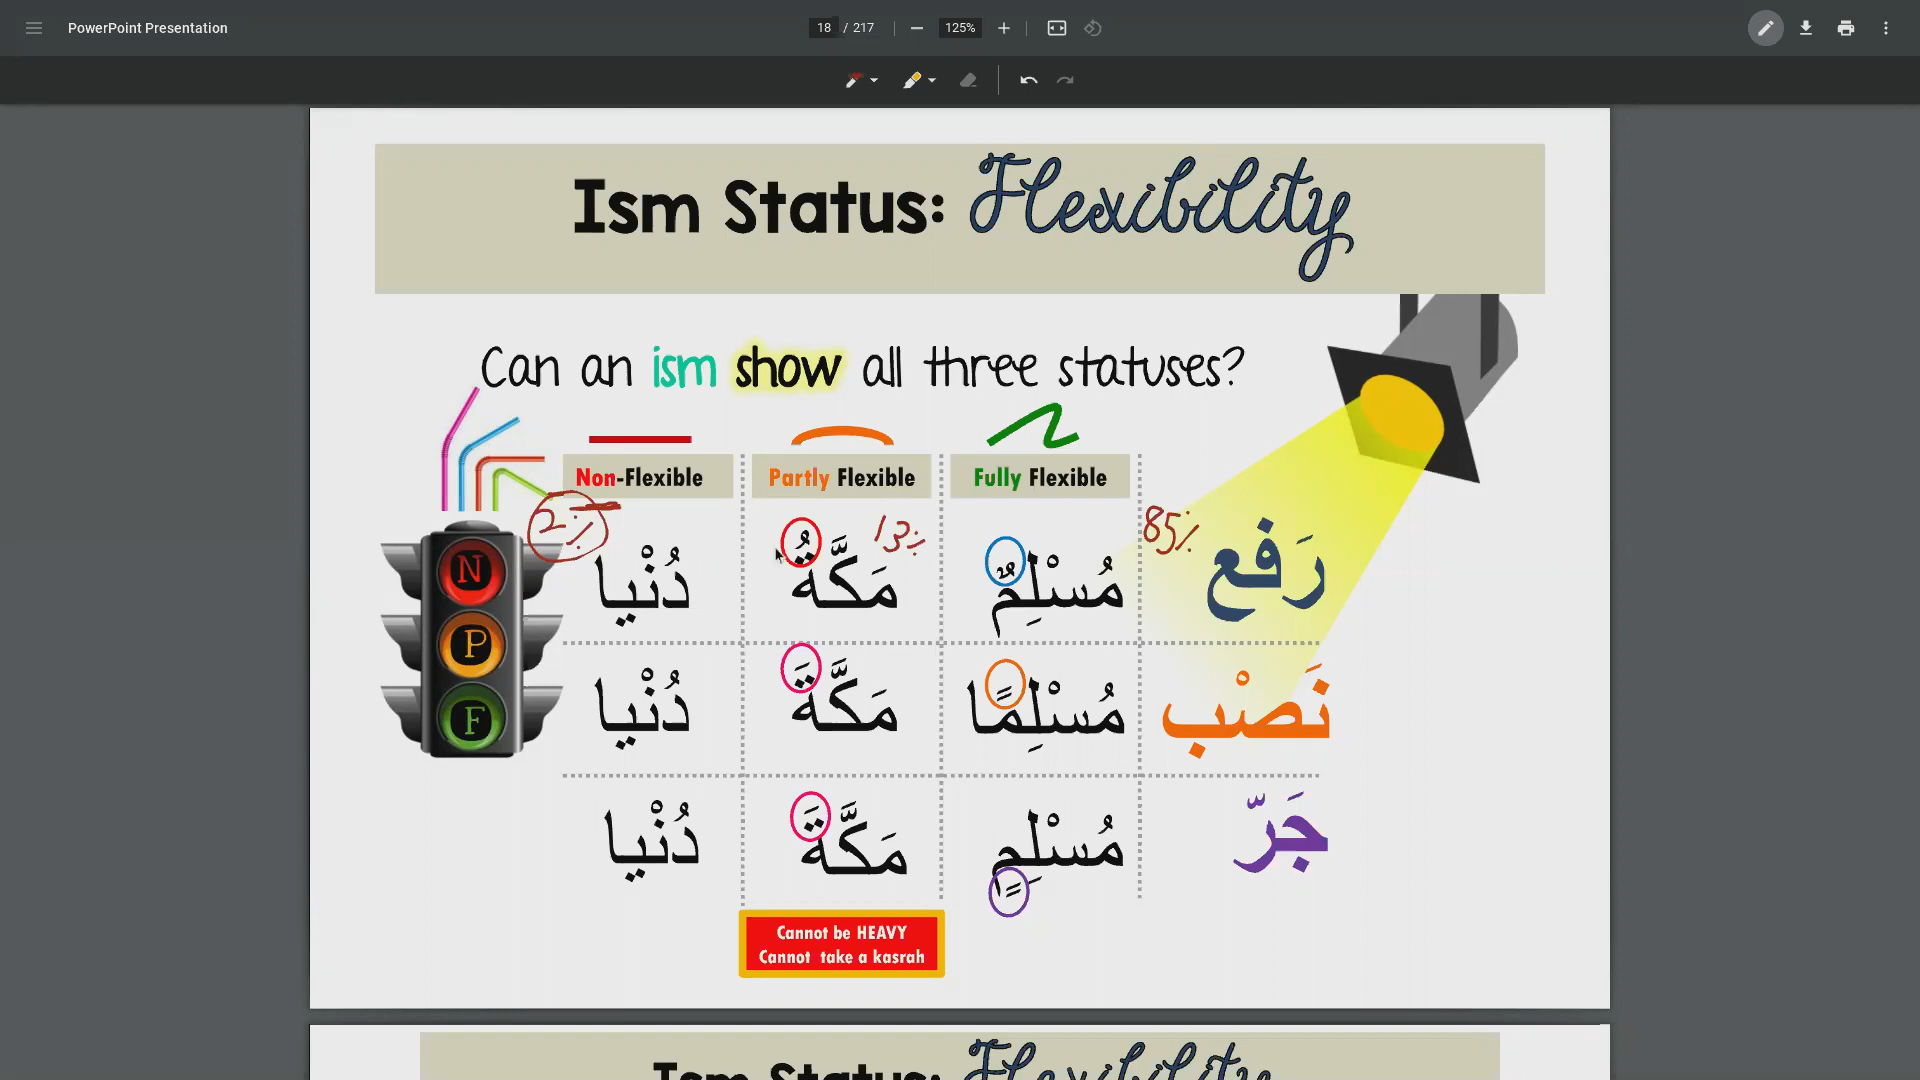 PowerPoint Presentation
18 / 217
125%
Ism Status: Flexibility
Can an ism show all three statuses?
Non-Flexible
Partly Flexible
Fully Flexible
2%
13%
85%
N
P
F
دُنْيا
مَكَّةُ
مُسْلِمٌ
رَفع
دُنْيا
مَكَّةَ
مُسْلِمًا
نَصْب
دُنْيا
مَكَّةَ
مُسْلِمٍ
جَرّ
Cannot be HEAVY
Cannot take a kasrah
Ism Status: Flexibility